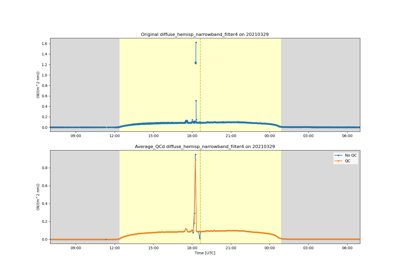 Original diffuse_hemisp_narrowband_filter4 on 20210329
1.6
1.4
1.2
1.0
0.8
0.6
0.4
0.2
0.0
09:00 12:00 15:00 18:00 21:00 00:00 03:00 06:00
Average_QCd diffuse_hemisp_narrowband_filter4 on 20210329
No QC
QC
0.8
0.6
0.4
0.2
0.0
09:00 12:00 15:00 18:00 21:00 00:00 03:00 06:00
Time [UTC]